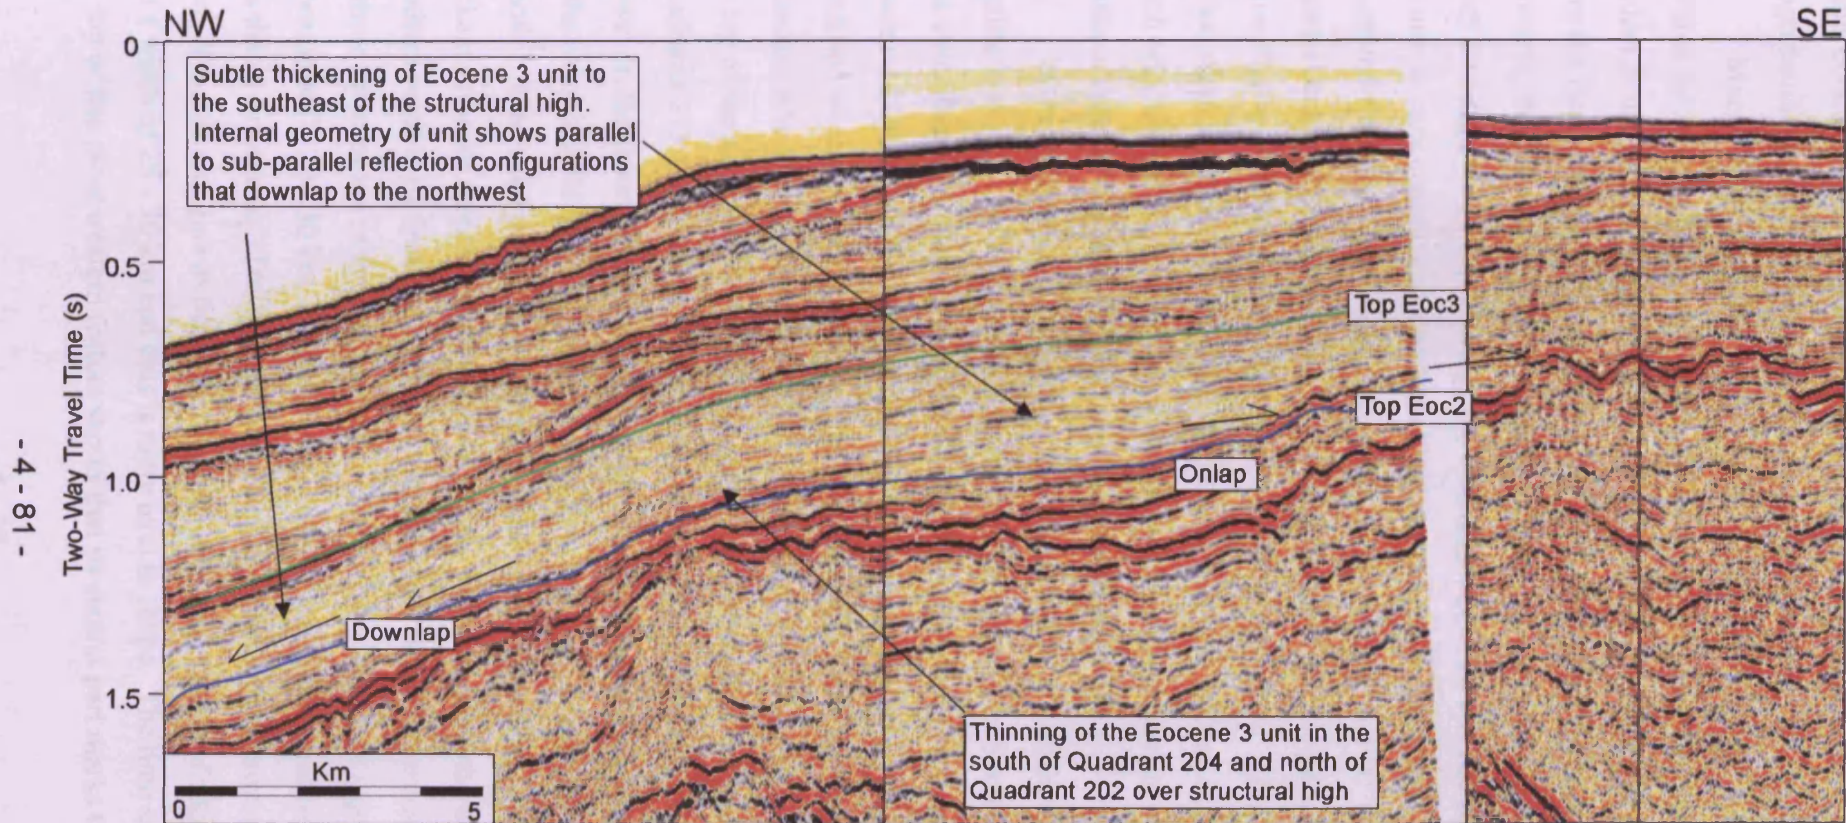 NW
SE
0
Subtle thickening of Eocene 3 unit to
the southeast of the structural high.
Internal geometry of unit shows parallel
to sub-parallel reflection configurations
that downlap to the northwest
0.5
Top Eoc3
Top Eoc2
Onlap
1.0
Two-Way Travel Time (s)
- 4 - 81 -
Downlap
1.5
Thinning of the Eocene 3 unit in the
south of Quadrant 204 and north of
Quadrant 202 over structural high
Km
0 5